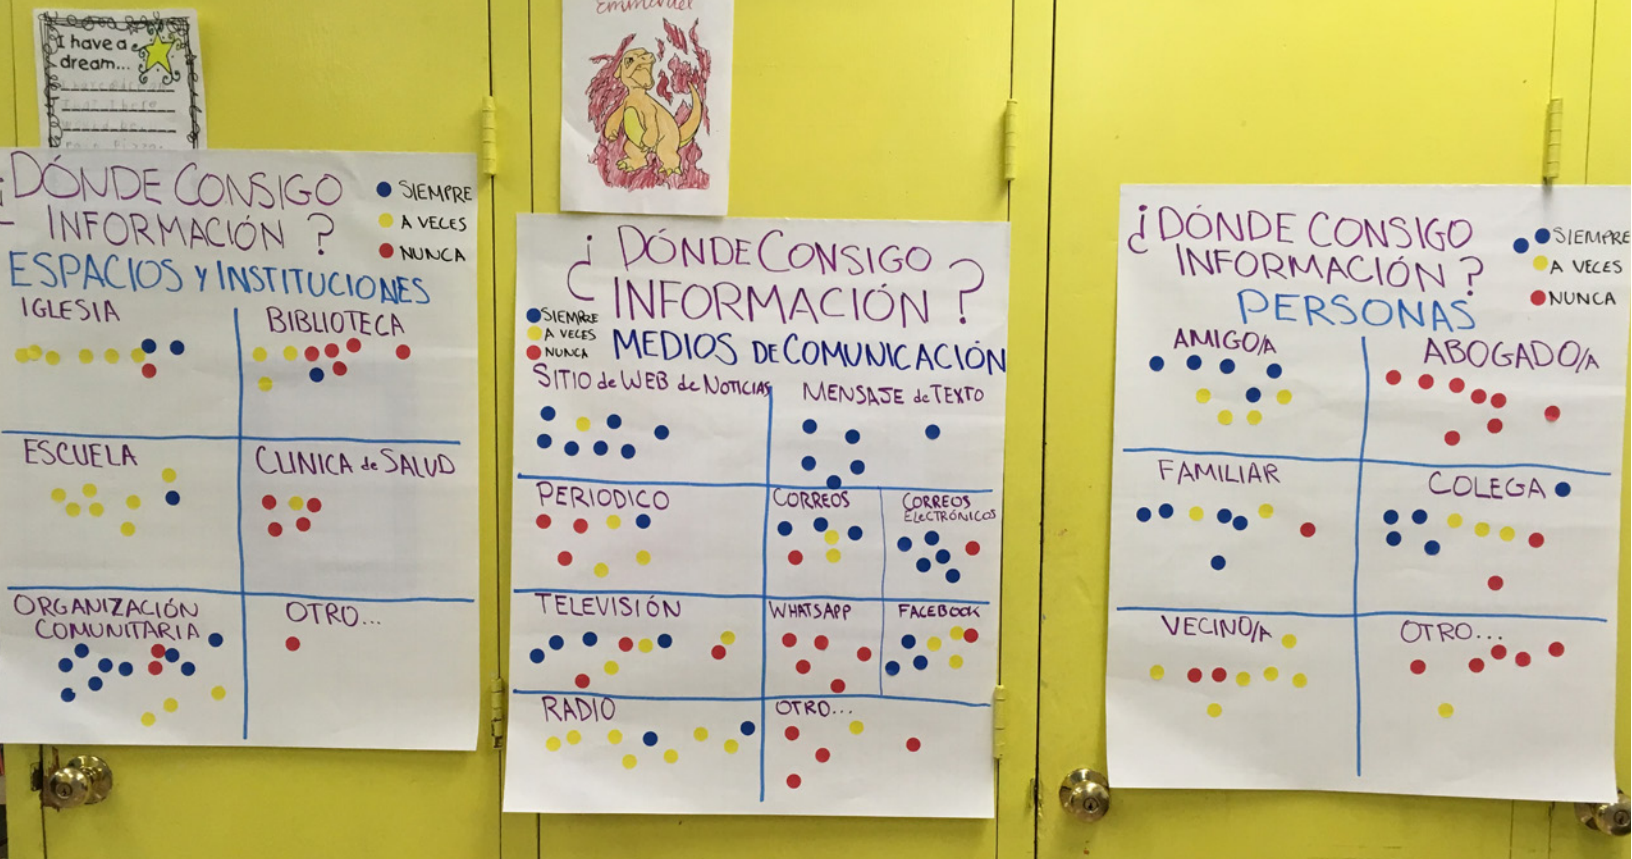 I have a
dream...
Emmanuel
¿DÓNDE CONSIGO
INFORMACIÓN?
SIEMPRE
A VECES
NUNCA
ESPACIOS Y INSTITUCIONES
IGLESIA
BIBLIOTECA
ESCUELA
CLINICA de SALUD
ORGANIZACIÓN
COMUNITARIA
OTRO...
¿DÓNDE CONSIGO
INFORMACIÓN?
SIEMPRE
A VECES
NUNCA
MEDIOS DE COMUNICACIÓN
SITIO de WEB de NOTICIAS
MENSAJE de TEXTO
PERIODICO
CORREOS
CORREOS
ELECTRÓNICOS
TELEVISIÓN
WHATSAPP
FACEBOOK
RADIO
OTRO...
¿DÓNDE CONSIGO
INFORMACIÓN?
SIEMPRE
A VECES
NUNCA
PERSONAS
AMIGO/A
ABOGADO/A
FAMILIAR
COLEGA
VECINO/A
OTRO...